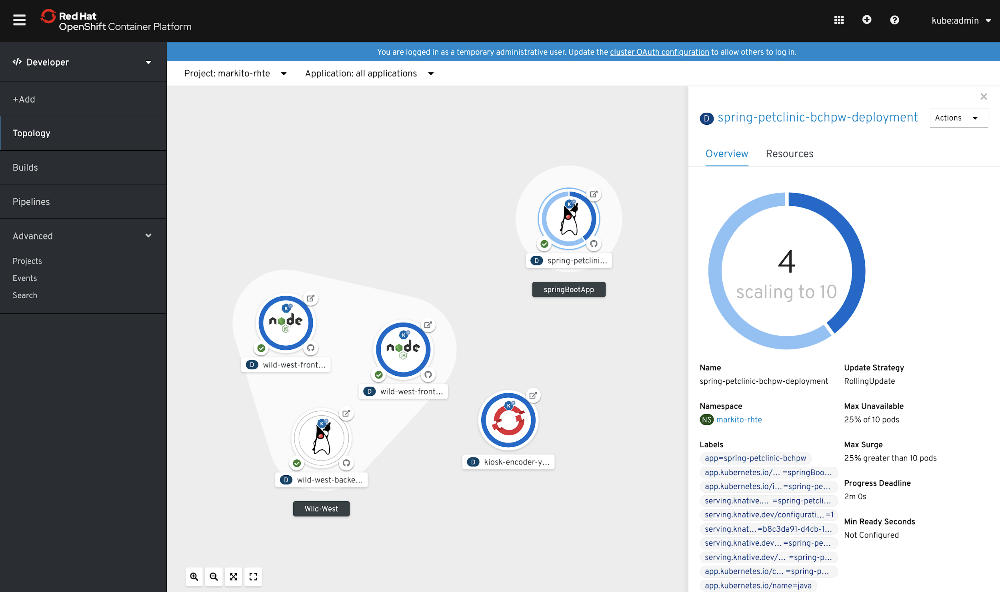 Red Hat
OpenShift Container Platform
kube:admin
Developer
You are logged in as a temporary administrative user. Update the cluster OAuth configuration to allow others to log in.
Project: markito-rhte
Application: all applications
+Add
Topology
Builds
Pipelines
Advanced
Projects
Events
Search
K n
D spring-petclini...
springBootApp
K n
node
JS
D wild-west-front...
K n
node
JS
D wild-west-front...
K n
D wild-west-backe...
Wild-West
K n
D kiosk-encoder-y...
D spring-petclinic-bchpw-deployment
Actions
Overview
Resources
4
scaling to 10
Name
spring-petclinic-bchpw-deployment
Namespace
NS markito-rhte
Labels
app=spring-petclinic-bchpw
app.kubernetes.io/... =springBoo...
app.kubernetes.io/i... =spring-pe...
serving.knative.... =spring-petcli...
serving.knative.dev/configurati... =1
serving.knat... =b8c3da91-d4cb-1...
serving.knative.dev... =spring-pe...
serving.knative.dev/... =spring-p...
app.kubernetes.io/c... =spring-p...
app.kubernetes.io/name=java
Update Strategy
RollingUpdate
Max Unavailable
25% of 10 pods
Max Surge
25% greater than 10 pods
Progress Deadline
2m 0s
Min Ready Seconds
Not Configured